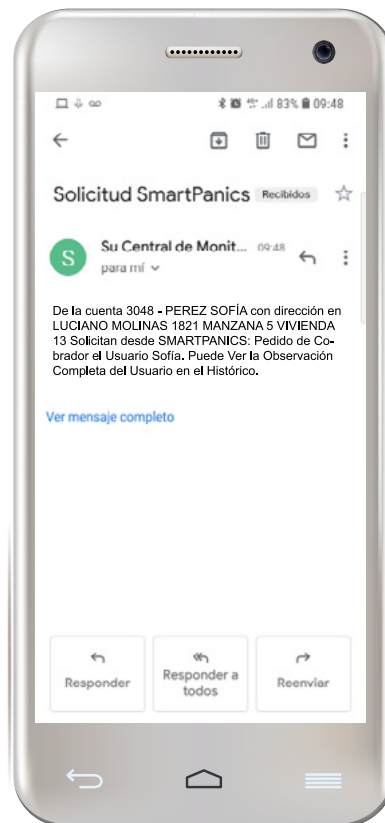 83% 09:48
Solicitud SmartPanics Recibidos
S
Su Central de Monit... 09:48
para mí
De la cuenta 3048 - PEREZ SOFÍA con dirección en
LUCIANO MOLINAS 1821 MANZANA 5 VIVIENDA
13 Solicitan desde SMARTPANICS: Pedido de Co-
brador el Usuario Sofía. Puede Ver la Observación
Completa del Usuario en el Histórico.
Ver mensaje completo
Responder
Responder a
todos
Reenviar